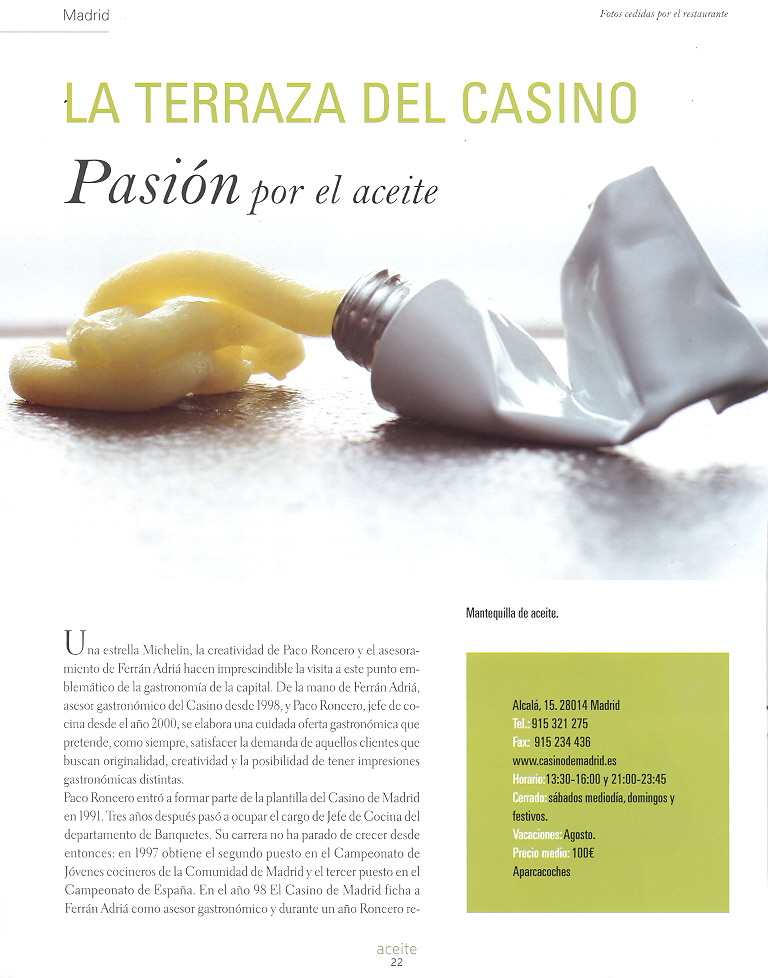 Madrid
Fotos cedidas por el restaurante
LA TERRAZA DEL CASINO
Pasión por el aceite
Mantequilla de aceite.
Una estrella Michelin, la creatividad de Paco Roncero y el asesora-
miento de Ferrán Adriá hacen imprescindible la visita a este punto em-
blemático de la gastronomía de la capital. De la mano de Ferrán Adriá,
asesor gastronómico del Casino desde 1998, y Paco Roncero, jefe de co-
cina desde el año 2000, se elabora una cuidada oferta gastronómica que
pretende, como siempre, satisfacer la demanda de aquellos clientes que
buscan originalidad, creatividad y la posibilidad de tener impresiones
gastronómicas distintas.
Paco Roncero entró a formar parte de la plantilla del Casino de Madrid
en 1991. Tres años después pasó a ocupar el cargo de Jefe de Cocina del
departamento de Banquetes. Su carrera no ha parado de crecer desde
entonces: en 1997 obtiene el segundo puesto en el Campeonato de
Jóvenes cocineros de la Comunidad de Madrid y el tercer puesto en el
Campeonato de España. En el año 98 El Casino de Madrid ficha a
Ferrán Adriá como asesor gastronómico y durante un año Roncero re-
Alcalá, 15. 28014 Madrid
Tel.: 915 321 275
Fax: 915 234 436
www.casinodemadrid.es
Horario: 13:30-16:00 y 21:00-23:45
Cerrado: sábados mediodía, domingos y
festivos.
Vacaciones: Agosto.
Precio medio: 100€
Aparcacoches
aceite
22